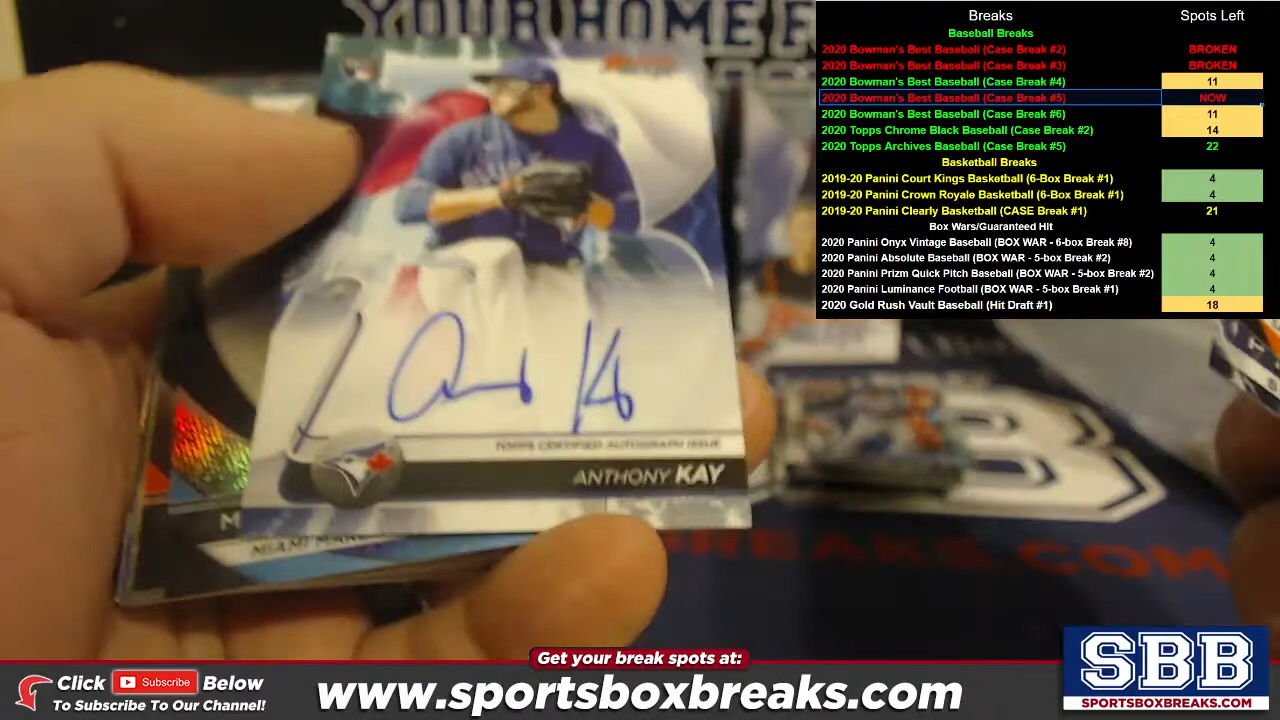 YOUR HOME F
Breaks Spots Left
Baseball Breaks
2020 Bowman's Best Baseball (Case Break #2) BROKEN
2020 Bowman's Best Baseball (Case Break #3) BROKEN
2020 Bowman's Best Baseball (Case Break #4) 11
2020 Bowman's Best Baseball (Case Break #5) NOW
2020 Bowman's Best Baseball (Case Break #6) 11
2020 Topps Chrome Black Baseball (Case Break #2) 14
2020 Topps Archives Baseball (Case Break #5) 22
Basketball Breaks
2019-20 Panini Court Kings Basketball (6-Box Break #1) 4
2019-20 Panini Crown Royale Basketball (6-Box Break #1) 4
2019-20 Panini Clearly Basketball (CASE Break #1) 21
Box Wars/Guaranteed Hit
2020 Panini Onyx Vintage Baseball (BOX WAR - 6-box Break #8) 4
2020 Panini Absolute Baseball (BOX WAR - 5-box Break #2) 4
2020 Panini Prizm Quick Pitch Baseball (BOX WAR - 5-box Break #2) 4
2020 Panini Luminance Football (BOX WAR - 5-box Break #1) 4
2020 Gold Rush Vault Baseball (Hit Draft #1) 18
TOPPS CERTIFIED AUTOGRAPH ISSUE
ANTHONY KAY
M
MIAMI
BREAKS.COM
Get your break spots at:
Click Subscribe Below
To Subscribe To Our Channel!
www.sportsboxbreaks.com
SBB
SPORTSBOXBREAKS.COM